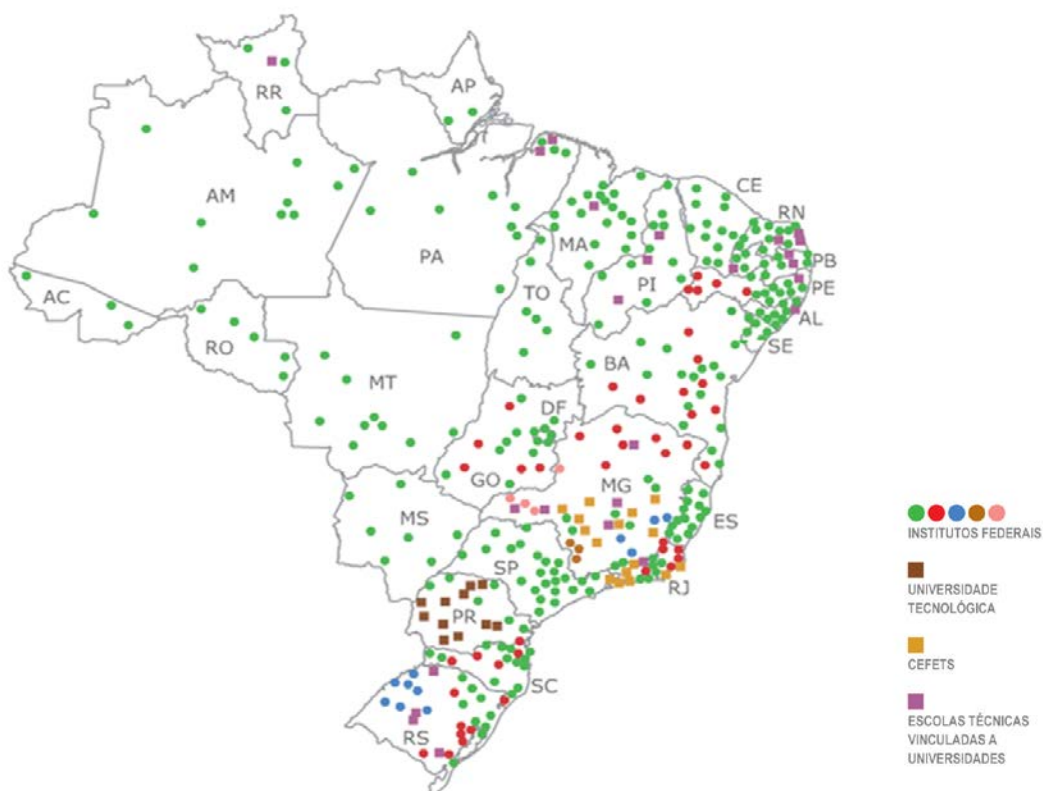 RR
AP
AM
PA
CE
RN
MA
PB
PI
PE
AC
TO
AL
RO
SE
BA
MT
DF
GO
MG
MS
ES
SP
RJ
PR
SC
RS
INSTITUTOS FEDERAIS
UNIVERSIDADE
TECNOLÓGICA
CEFETS
ESCOLAS TÉCNICAS
VINCULADAS A
UNIVERSIDADES